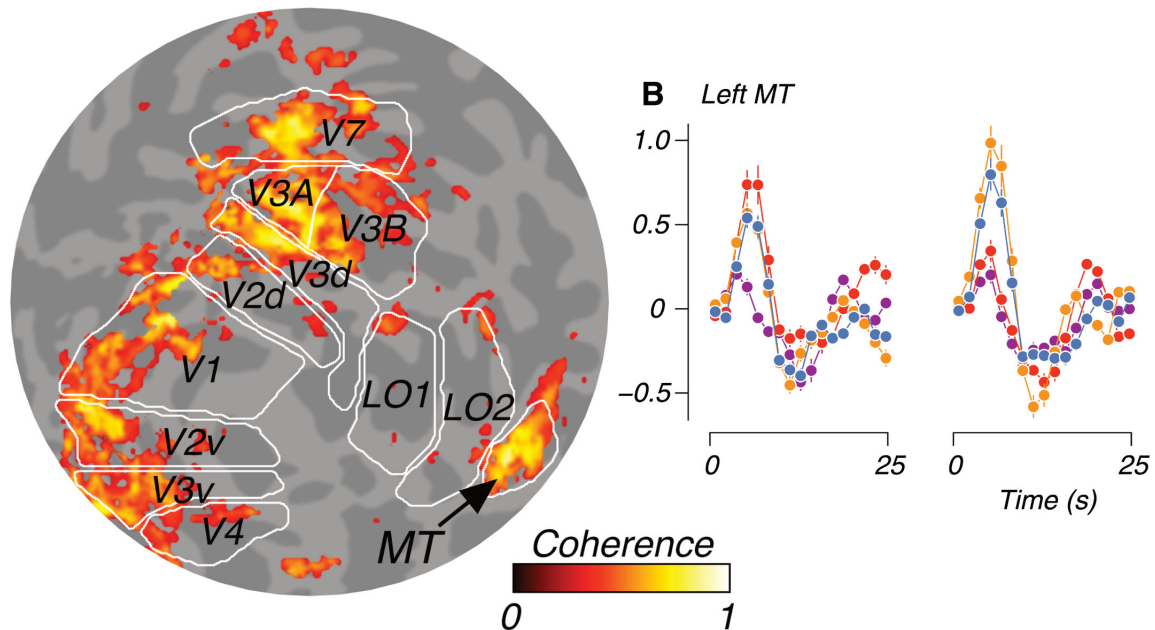 V7
V3A
V3B
V3d
V2d
V1
LO1
LO2
V2v
V3v
V4
MT
Coherence
0 1
B Left MT
1.0
0.5
0
−0.5
0 25 0 25
Time (s)